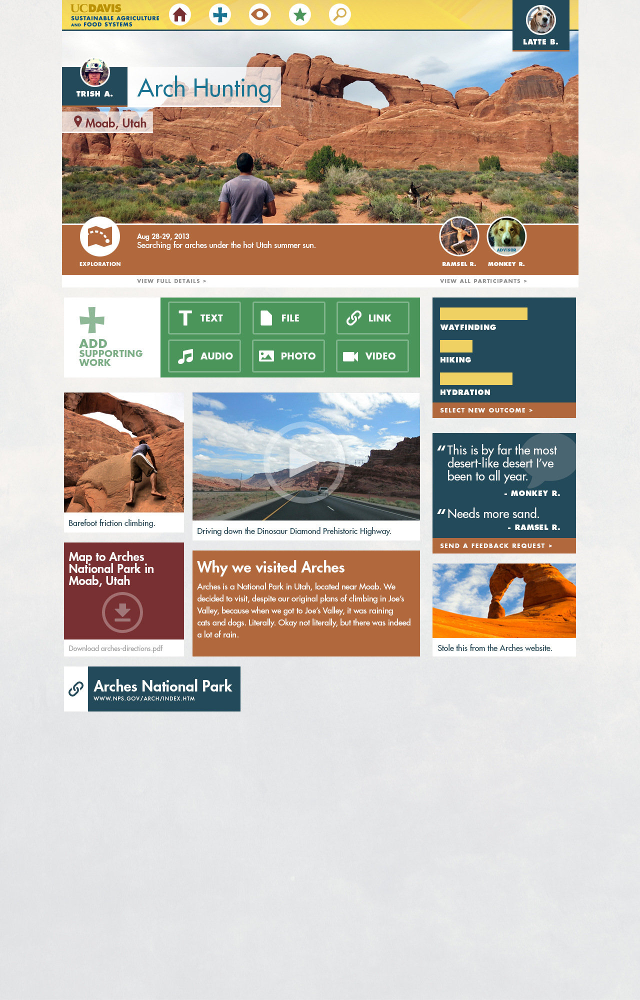 UCDAVIS
SUSTAINABLE AGRICULTURE
AND FOOD SYSTEMS
LATTE B.
TRISH A.
Arch Hunting
Moab, Utah
EXPLORATION
Aug 28-29, 2013
Searching for arches under the hot Utah summer sun.
ADVISOR
RAMSEL R.
MONKEY R.
VIEW FULL DETAILS >
VIEW ALL PARTICIPANTS >
ADD
SUPPORTING
WORK
TEXT
FILE
LINK
AUDIO
PHOTO
VIDEO
WAYFINDING
HIKING
HYDRATION
SELECT NEW OUTCOME >
Barefoot friction climbing.
Driving down the Dinosaur Diamond Prehistoric Highway.
“This is by far the most
desert-like desert I’ve
been to all year.
- MONKEY R.
“Needs more sand.
- RAMSEL R.
SEND A FEEDBACK REQUEST >
Map to Arches
National Park in
Moab, Utah
Download arches-directions.pdf
Why we visited Arches
Arches is a National Park in Utah, located near Moab. We
decided to visit, despite our original plans of climbing in Joe’s
Valley, because when we got to Joe’s Valley, it was raining
cats and dogs. Literally. Okay not literally, but there was indeed
a lot of rain.
Stole this from the Arches website.
Arches National Park
WWW.NPS.GOV/ARCH/INDEX.HTM